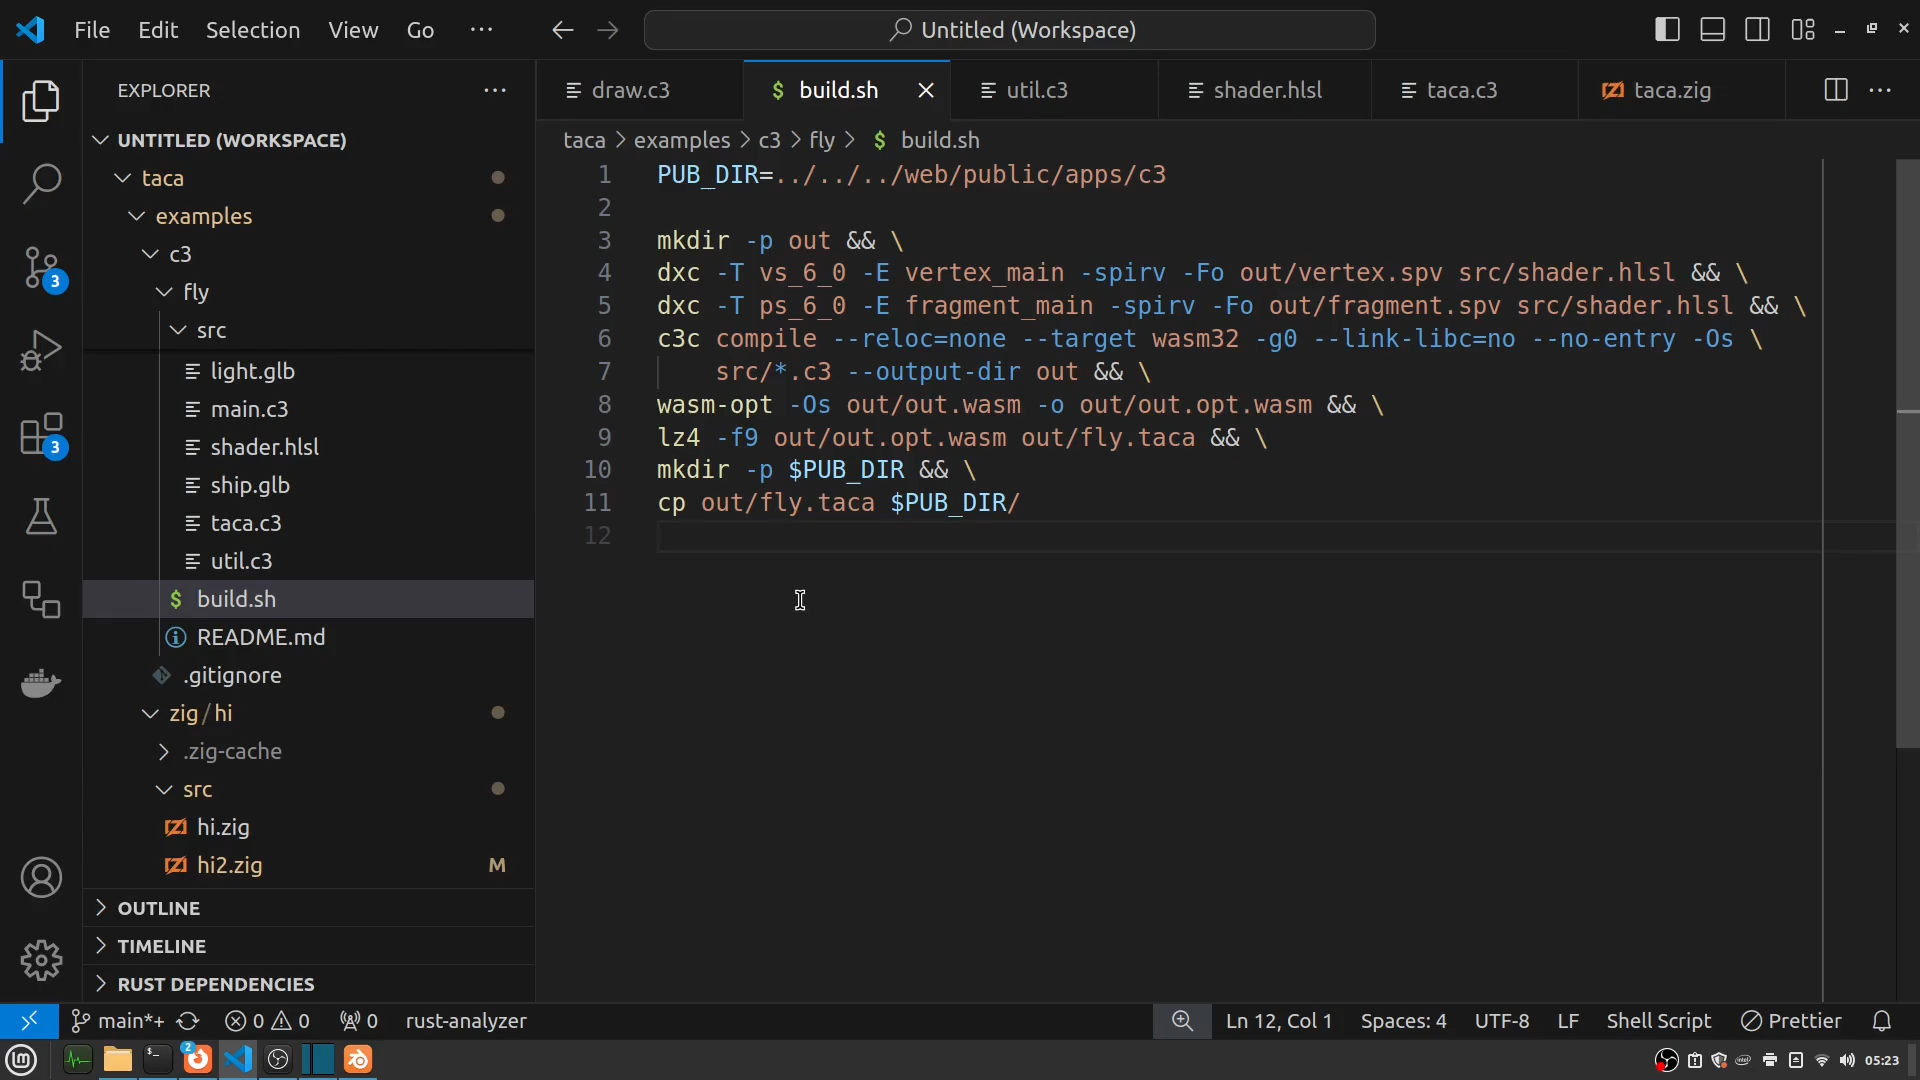 File Edit Selection View Go ···
Untitled (Workspace)
EXPLORER
UNTITLED (WORKSPACE)
taca
examples
c3
fly
src
light.glb
main.c3
shader.hlsl
ship.glb
taca.c3
util.c3
$ build.sh
README.md
.gitignore
zig / hi
.zig-cache
src
hi.zig
hi2.zig M
OUTLINE
TIMELINE
RUST DEPENDENCIES
3
3
draw.c3
$ build.sh
util.c3
shader.hlsl
taca.c3
taca.zig
taca > examples > c3 > fly > $ build.sh
1 PUB_DIR=../../../web/public/apps/c3
2
3 mkdir -p out && \
4 dxc -T vs_6_0 -E vertex_main -spirv -Fo out/vertex.spv src/shader.hlsl && \
5 dxc -T ps_6_0 -E fragment_main -spirv -Fo out/fragment.spv src/shader.hlsl && \
6 c3c compile --reloc=none --target wasm32 -g0 --link-libc=no --no-entry -Os \
7 src/*.c3 --output-dir out && \
8 wasm-opt -Os out/out.wasm -o out/out.opt.wasm && \
9 lz4 -f9 out/out.opt.wasm out/fly.taca && \
10 mkdir -p $PUB_DIR && \
11 cp out/fly.taca $PUB_DIR/
12
main*+ 0 0 0 rust-analyzer
Ln 12, Col 1 Spaces: 4 UTF-8 LF Shell Script Prettier
2
05:23